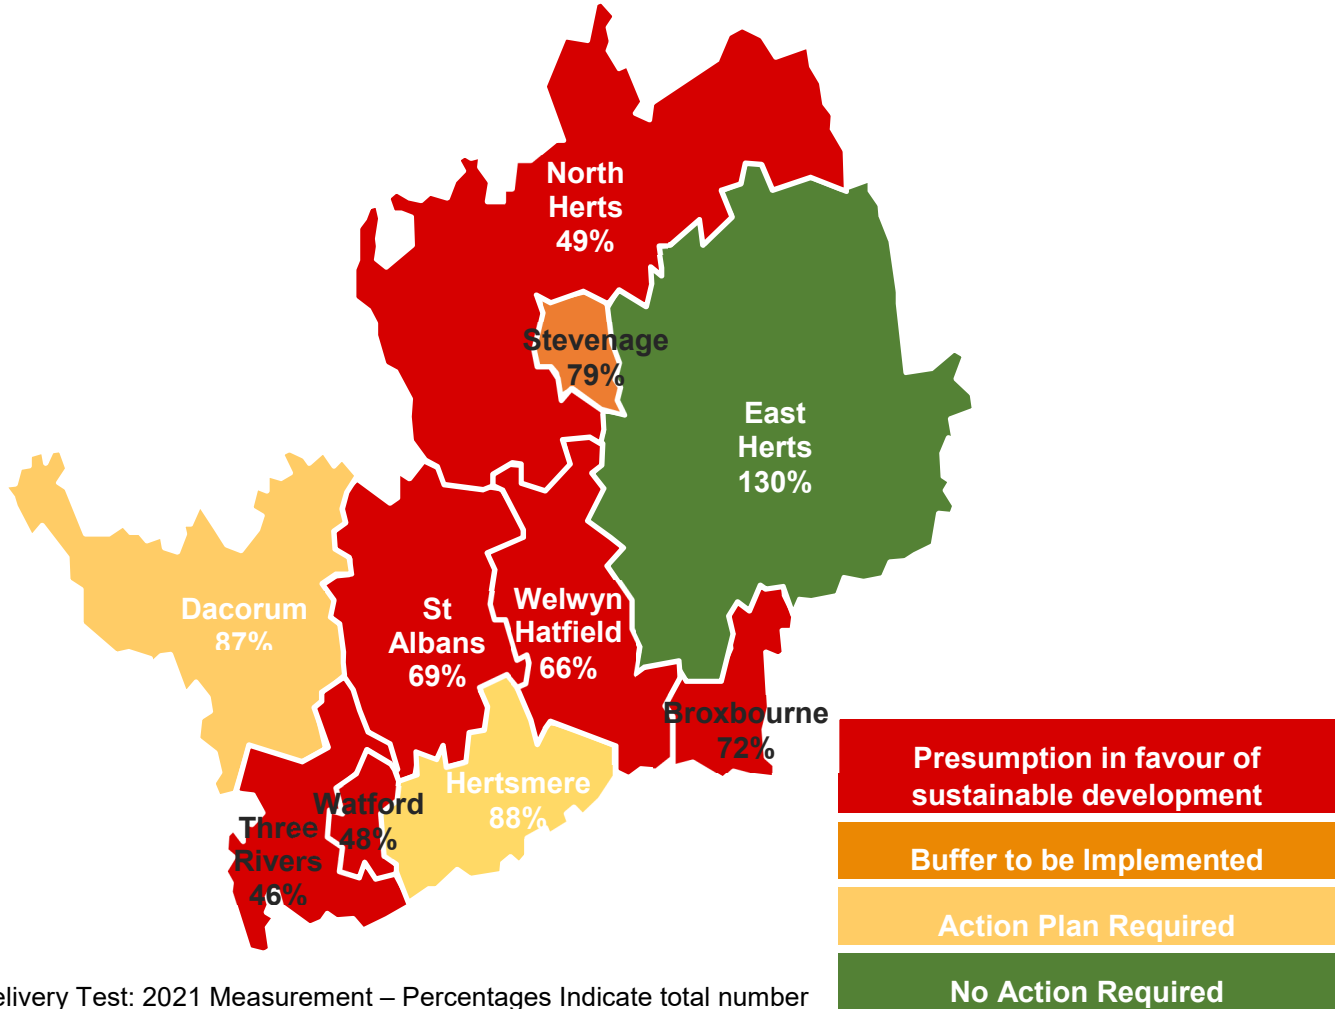 North
Herts
49%
Stevenage
79%
East
Herts
130%
Dacorum
87%
St
Albans
69%
Welwyn
Hatfield
66%
Broxbourne
72%
Hertsmere
88%
Watford
48%
Three
Rivers
46%
Presumption in favour of
sustainable development
Buffer to be Implemented
Action Plan Required
No Action Required
elivery Test: 2021 Measurement – Percentages Indicate total number